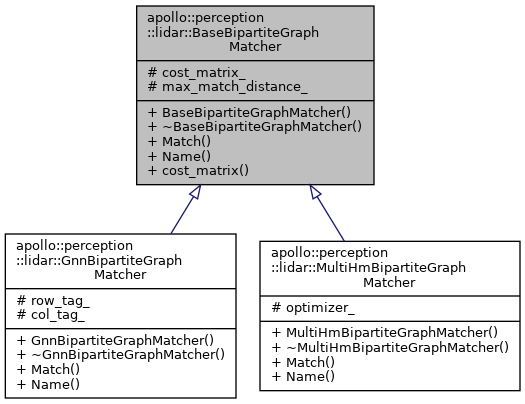 apollo::perception
::lidar::BaseBipartiteGraph
Matcher
# cost_matrix_
# max_match_distance_
+ BaseBipartiteGraphMatcher()
+ ~BaseBipartiteGraphMatcher()
+ Match()
+ Name()
+ cost_matrix()
apollo::perception
::lidar::GnnBipartiteGraph
Matcher
# row_tag_
# col_tag_
+ GnnBipartiteGraphMatcher()
+ ~GnnBipartiteGraphMatcher()
+ Match()
+ Name()
apollo::perception
::lidar::MultiHmBipartiteGraph
Matcher
# optimizer_
+ MultiHmBipartiteGraphMatcher()
+ ~MultiHmBipartiteGraphMatcher()
+ Match()
+ Name()